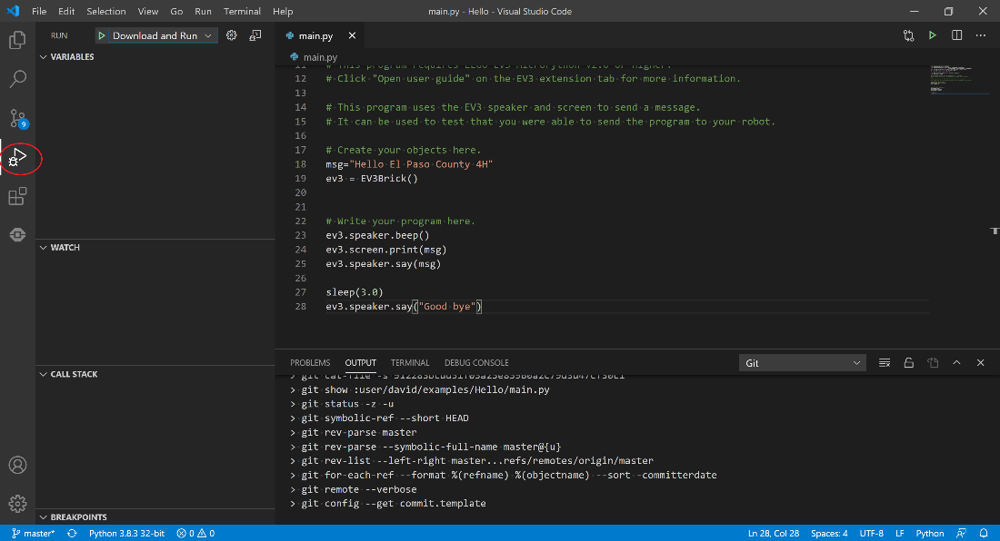 File Edit Selection View Go Run Terminal Help main.py - Hello - Visual Studio Code
RUN Download and Run
main.py
VARIABLES
main.py
11 # This program requires LEGO EV3 MicroPython v2.0 or higher.
12 # Click "Open user guide" on the EV3 extension tab for more information.
13
14 # This program uses the EV3 speaker and screen to send a message.
15 # It can be used to test that you were able to send the program to your robot.
16
17 # Create your objects here.
18 msg="Hello El Paso County 4H"
19 ev3 = EV3Brick()
20
21
22 # Write your program here.
23 ev3.speaker.beep()
24 ev3.screen.print(msg)
25 ev3.speaker.say(msg)
26
27 sleep(3.0)
28 ev3.speaker.say("Good bye")
9
WATCH
CALL STACK
BREAKPOINTS
PROBLEMS OUTPUT TERMINAL DEBUG CONSOLE Git
> git cat-file -s
> git show :user/david/examples/Hello/main.py
> git status -z -u
> git symbolic-ref --short HEAD
> git rev-parse master
> git rev-parse --symbolic-full-name master@{u}
> git rev-list --left-right master...refs/remotes/origin/master
> git for-each-ref --format %(refname) %(objectname) --sort -committerdate
> git remote --verbose
> git config --get commit.template
master* Python 3.8.3 32-bit 0 0 Ln 28, Col 28 Spaces: 4 UTF-8 LF Python